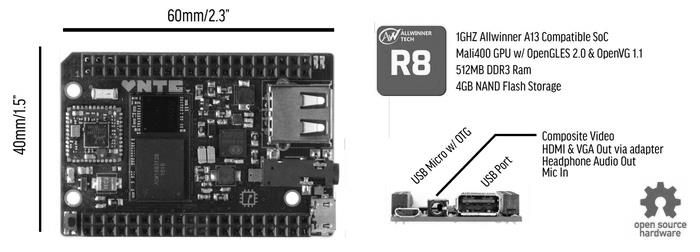 60mm/2.3"
40mm/1.5"
NTC
ALLWINNER
TECH
R8
1GHZ Allwinner A13 Compatible SoC
Mali400 GPU w/ OpenGLES 2.0 & OpenVG 1.1
512MB DDR3 Ram
4GB NAND Flash Storage
USB Micro w/ OTG
USB Port
Composite Video
HDMI & VGA Out via adapter
Headphone Audio Out
Mic In
open source
hardware